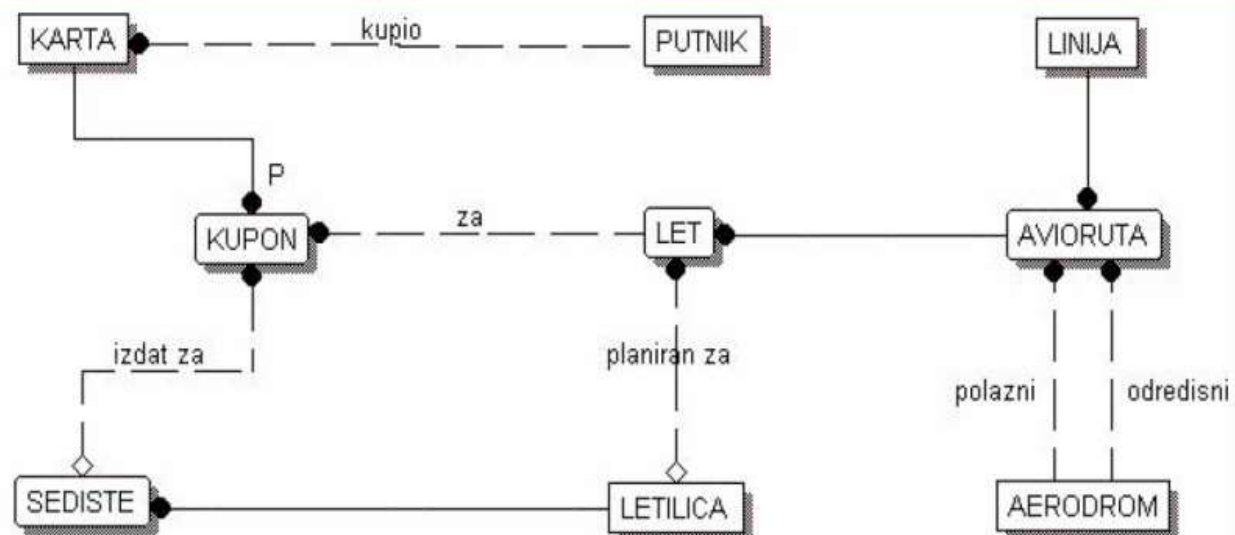 KARTA
kupio
PUTNIK
LINIJA
P
KUPON
za
LET
AVIORUTA
izdat za
planiran za
polazni
odredisni
SEDISTE
LETILICA
AERODROM